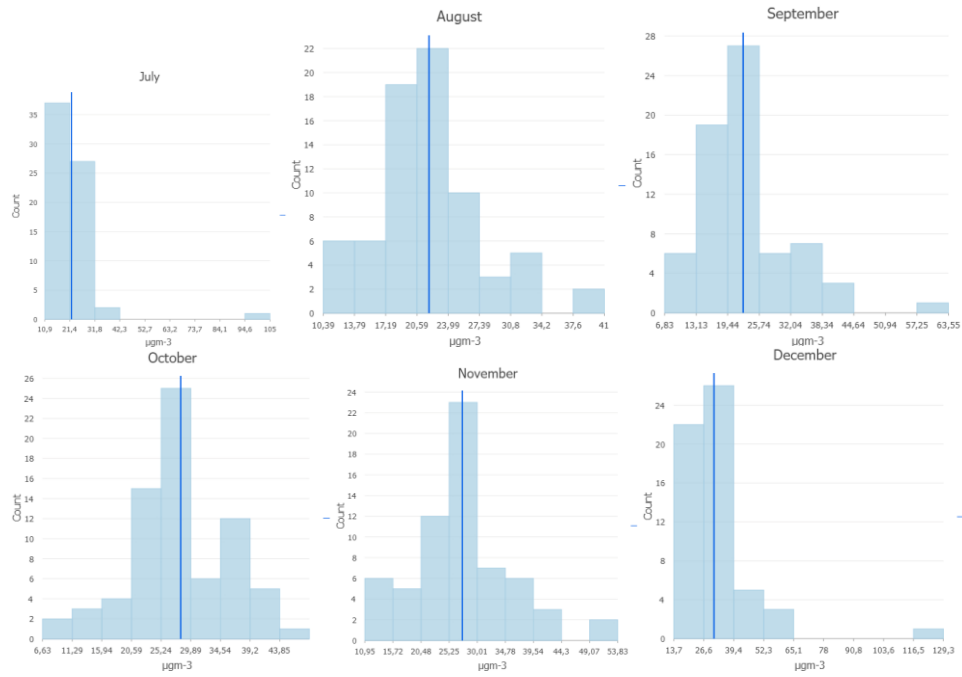 July
Count
35
30
25
20
15
10
5
0
10,9 21,4 31,8 42,3 52,7 63,2 73,7 84,1 94,6 105
µgm-3
August
Count
22
20
18
16
14
12
10
8
6
4
2
0
10,39 13,79 17,19 20,59 23,99 27,39 30,8 34,2 37,6 41
µgm-3
September
Count
28
24
20
16
12
8
4
0
6,83 13,13 19,44 25,74 32,04 38,34 44,64 50,94 57,25 63,55
µgm-3
October
Count
26
24
22
20
18
16
14
12
10
8
6
4
2
0
6,63 11,29 15,94 20,59 25,24 29,89 34,54 39,2 43,85
µgm-3
November
Count
24
22
20
18
16
14
12
10
8
6
4
2
0
10,95 15,72 20,48 25,25 30,01 34,78 39,54 44,3 49,07 53,83
µgm-3
December
Count
24
20
16
12
8
4
0
13,7 26,6 39,4 52,3 65,1 78 90,8 103,6 116,5 129,3
µgm-3